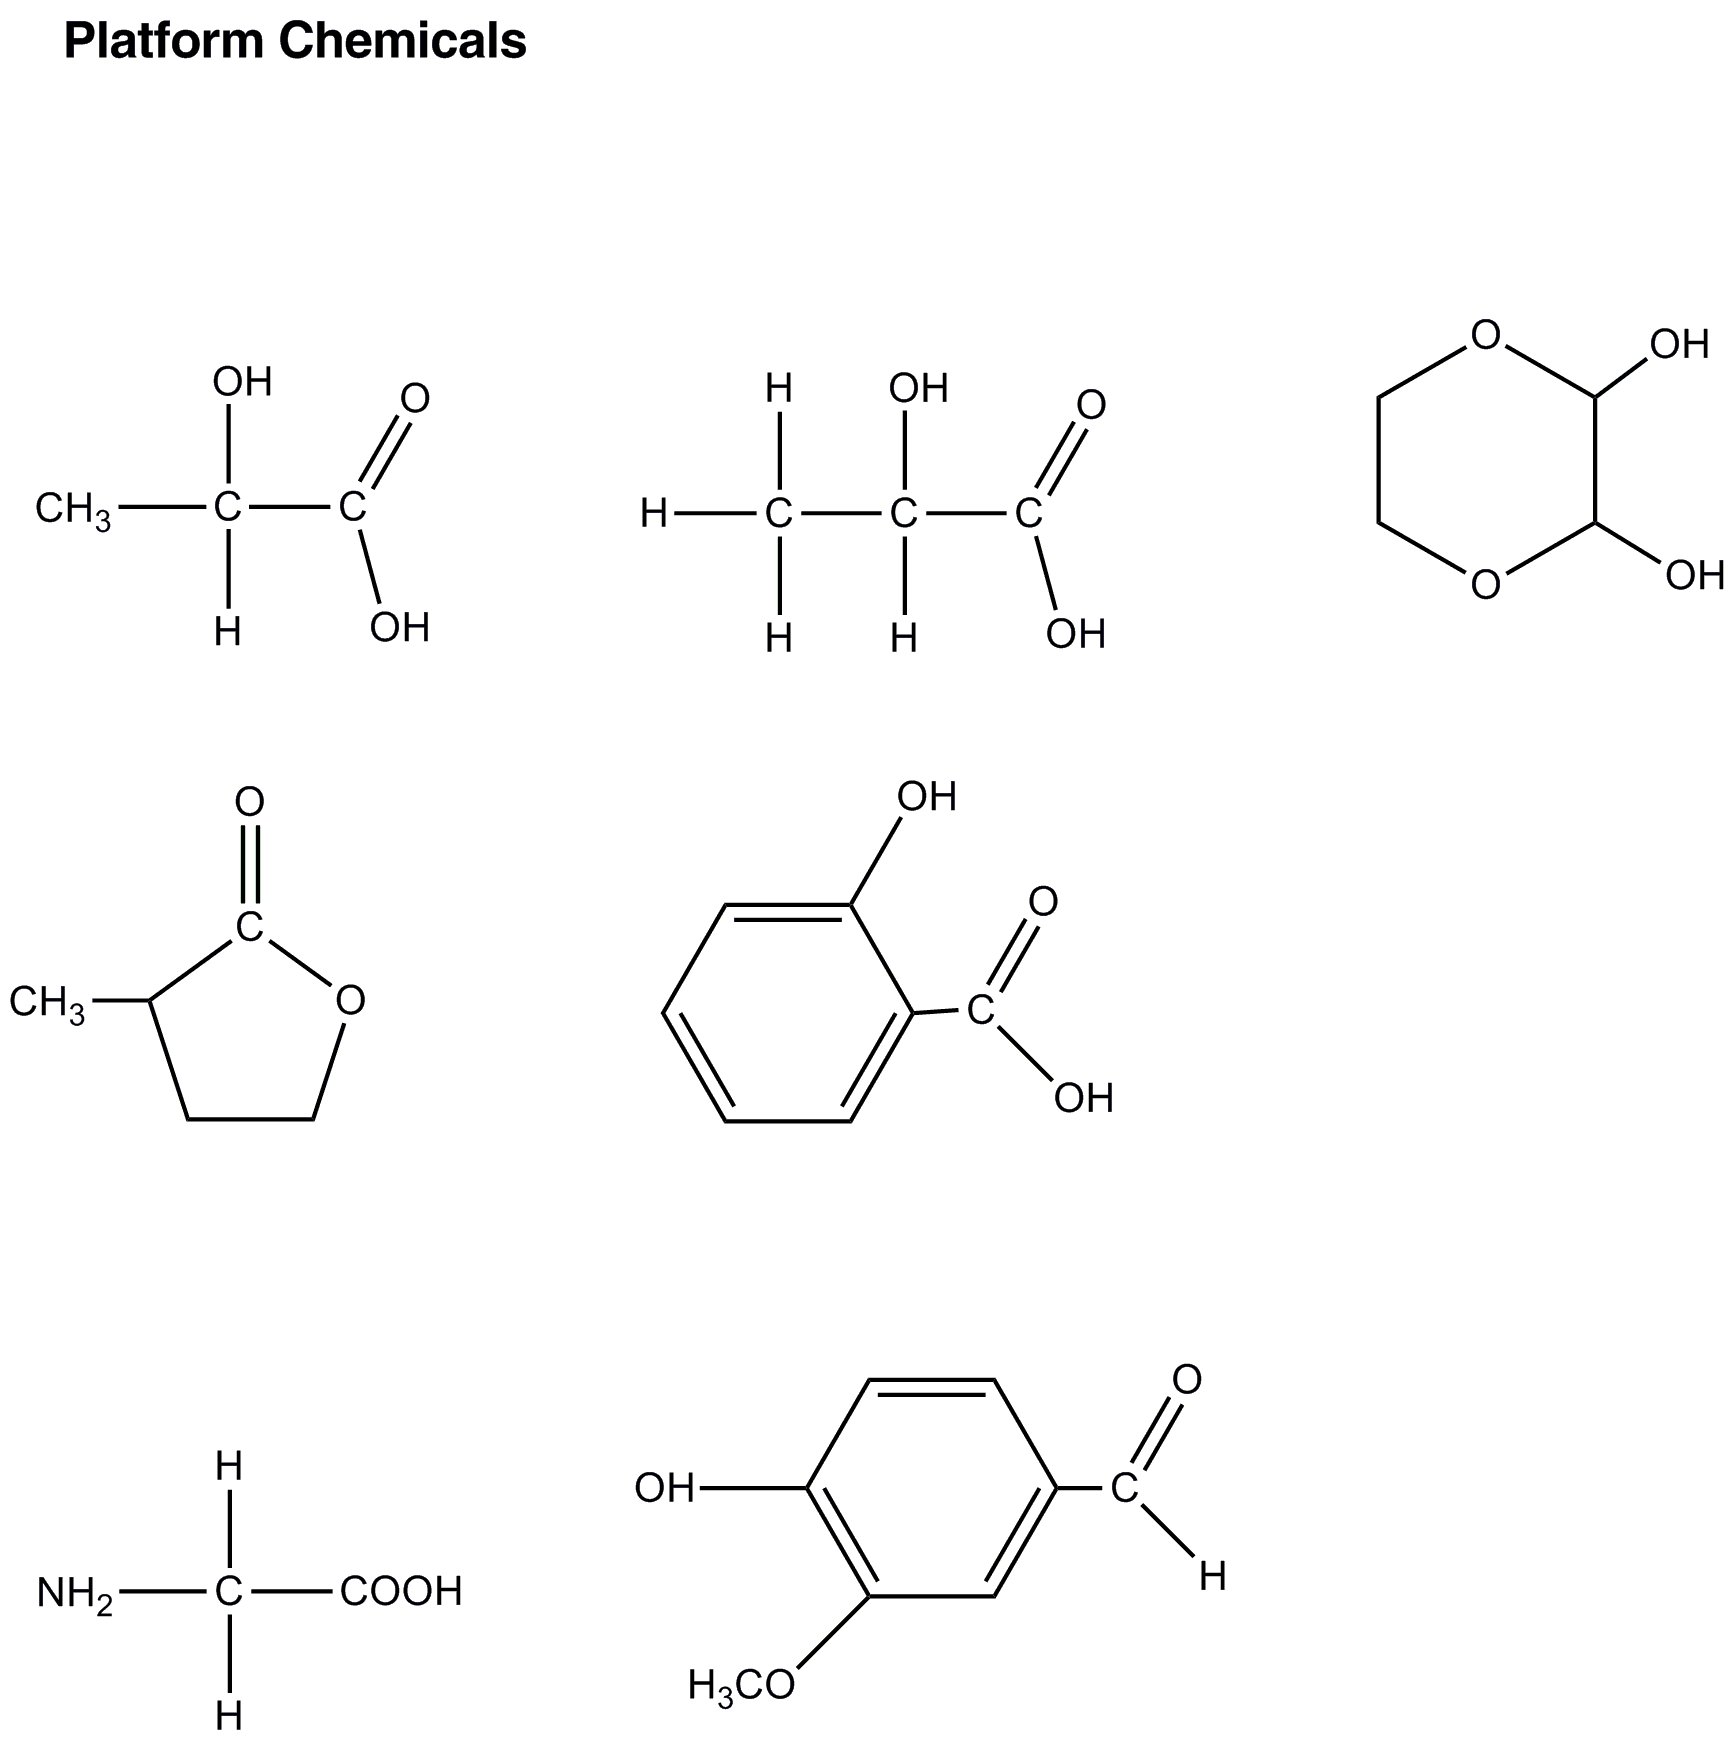 Platform Chemicals
OH
O
CH₃ C C
H
OH
H OH O
H C C C
H H OH
O OH
O OH
O
C
CH₃ O
OH
O
C
OH
H
NH₂ C COOH
H
O
OH C
H
H₃CO